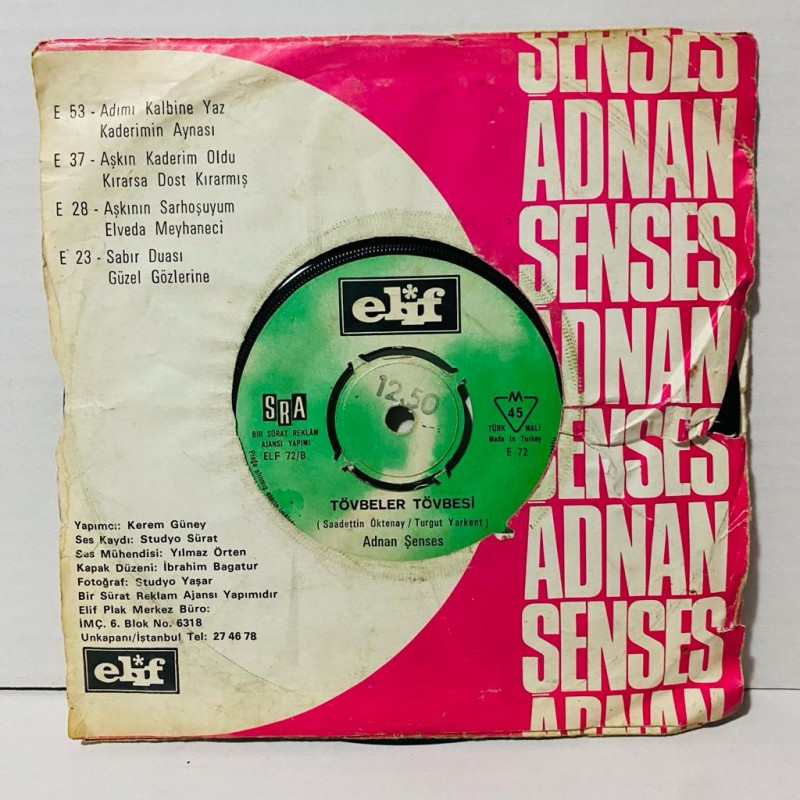 E 53 - Adımı Kalbine Yaz
Kaderimin Aynası
E 37 - Aşkın Kaderim Oldu
Kırarsa Dost Kırarmış
E 28 - Aşkının Sarhoşuyum
Elveda Meyhaneci
E 23 - Sabır Duası
Güzel Gözlerine
elif
12.50
SRA
BİR SÜRAT REKLÂM
AJANSI YAPIMI
ELF 72/B
M
45
TÜRK MALI
Made in Turkey
E 72
TÖVBELER TÖVBESİ
( Saadettin Öktenay / Turgut Yarkent )
Adnan Şenses
Yapımcı: Kerem Güney
Ses Kaydı: Studyo Sürat
Ses Mühendisi: Yılmaz Örten
Kapak Düzeni: İbrahim Bagatur
Fotoğraf: Studyo Yaşar
Bir Sürat Reklam Ajansı Yapımıdır
Elif Plak Merkez Büro:
İMÇ. 6. Blok No. 6318
Unkapanı/İstanbul Tel: 27 46 78
elif
ŞENSES
ADNAN
ŞENSES
ADNAN
ŞENSES
ADNAN
ŞENSES
ADNAN